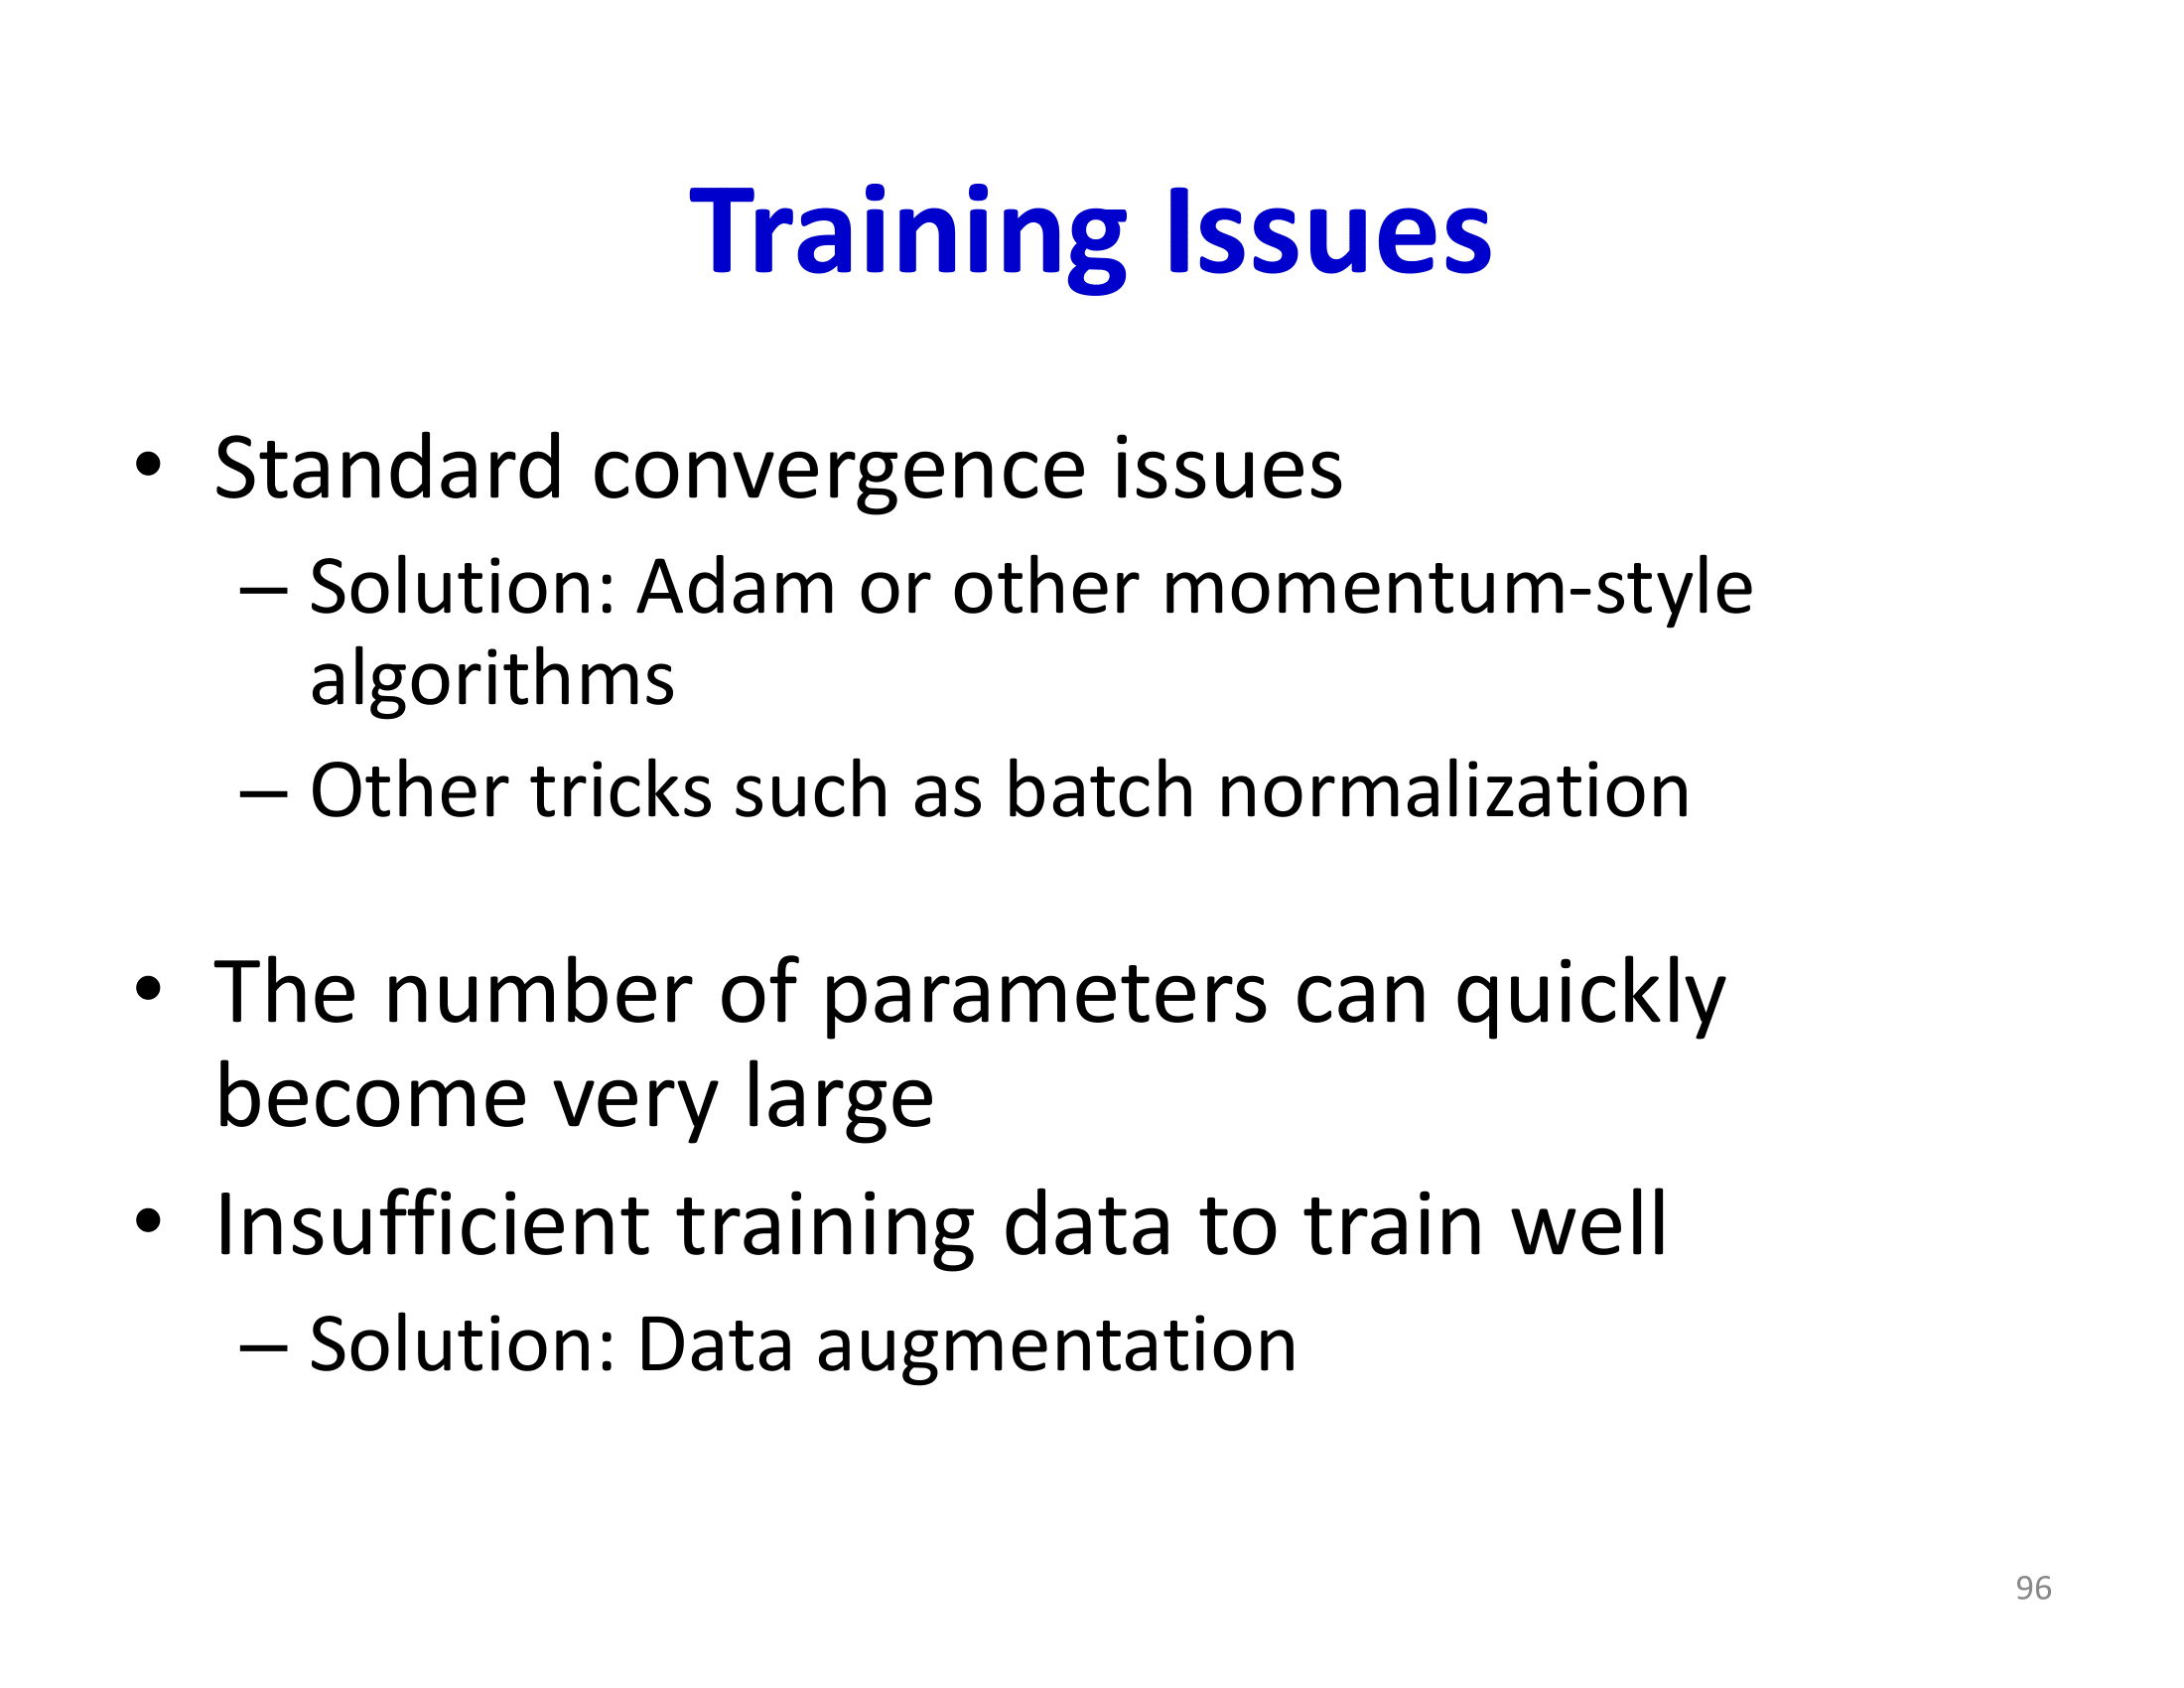 Training Issues
• Standard convergence issues
– Solution: Adam or other momentum-style
algorithms
– Other tricks such as batch normalization
• The number of parameters can quickly
become very large
• Insufficient training data to train well
– Solution: Data augmentation
96